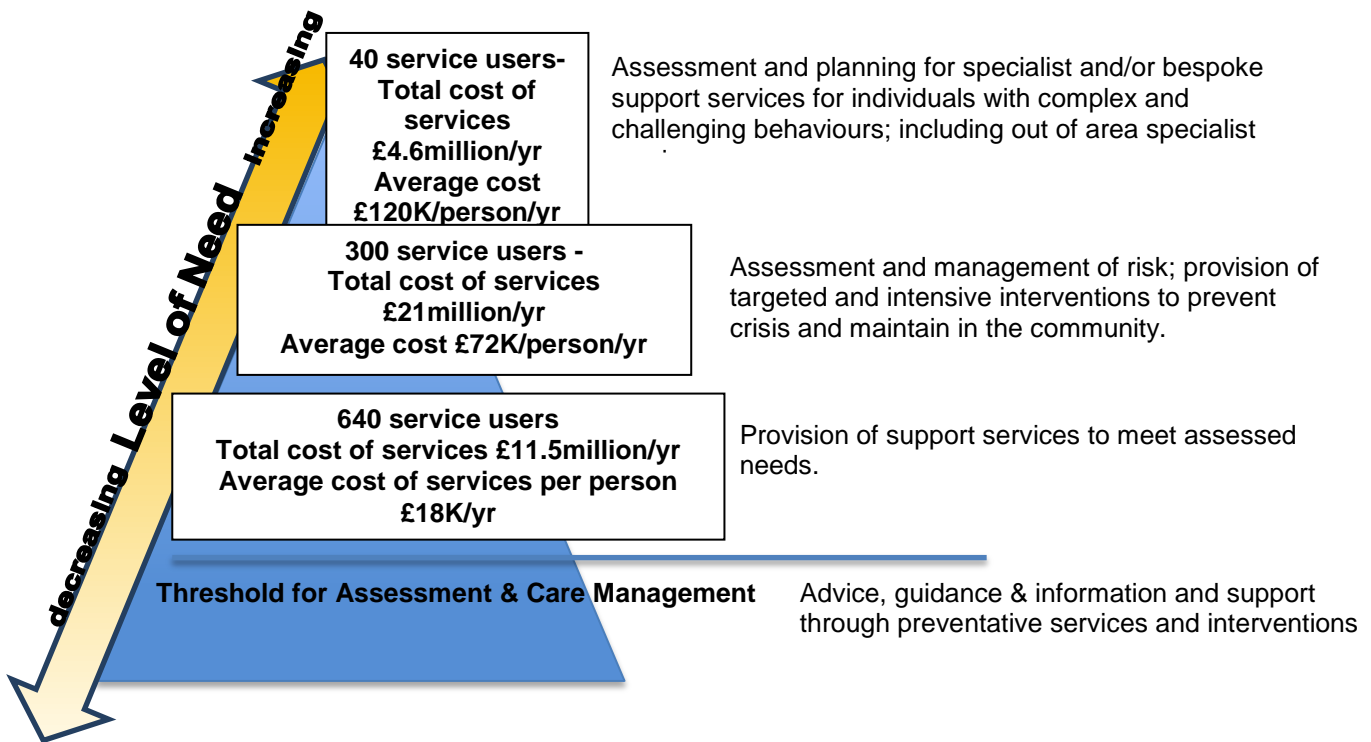 Increasing
Level of Need
decreasing
40 service users-
Total cost of
services
£4.6million/yr
Average cost
£120K/person/yr
Assessment and planning for specialist and/or bespoke
support services for individuals with complex and
challenging behaviours; including out of area specialist
300 service users -
Total cost of services
£21million/yr
Average cost £72K/person/yr
Assessment and management of risk; provision of
targeted and intensive interventions to prevent
crisis and maintain in the community.
640 service users
Total cost of services £11.5million/yr
Average cost of services per person
£18K/yr
Provision of support services to meet assessed
needs.
Threshold for Assessment & Care Management
Advice, guidance & information and support
through preventative services and interventions